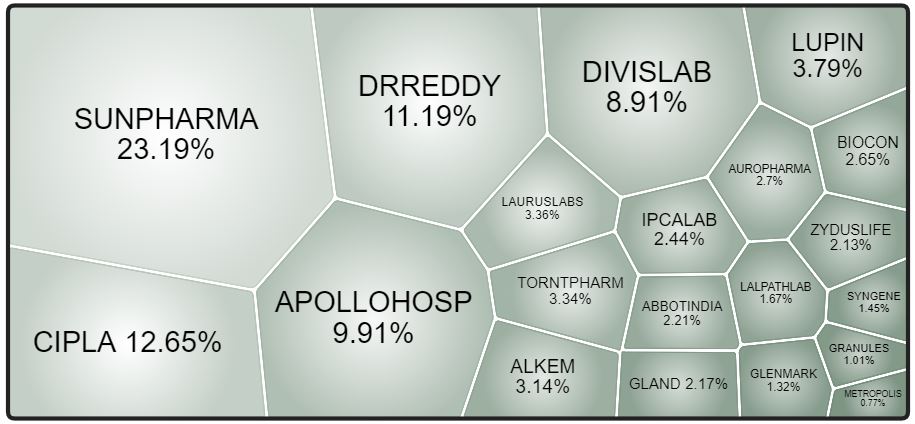 SUNPHARMA
23.19%
DRREDDY
11.19%
DIVISLAB
8.91%
LUPIN
3.79%
BIOCON
2.65%
AUROPHARMA
2.7%
LAURUSLABS
3.36%
IPCALAB
2.44%
ZYDUSLIFE
2.13%
CIPLA 12.65%
APOLLOHOSP
9.91%
TORNTPHARM
3.34%
ABBOTINDIA
2.21%
LALPATHLAB
1.67%
SYNGENE
1.45%
ALKEM
3.14%
GLAND 2.17%
GLENMARK
1.32%
GRANULES
1.01%
METROPOLIS
0.77%